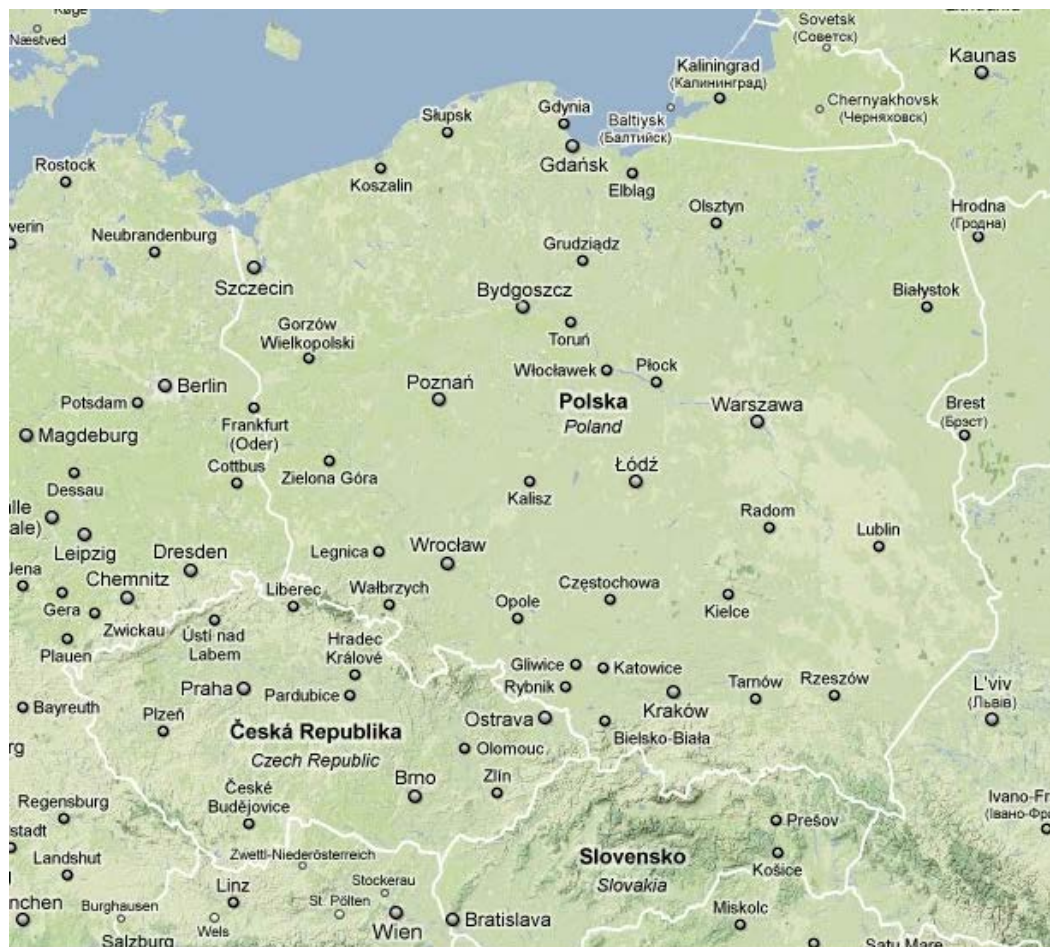 Køge
Næstved
Sovetsk
(Советск)
Kaunas
Kaliningrad
(Калининград)
Chernyakhovsk
(Черняховск)
Baltiysk
(Балтийск)
Słupsk
Gdynia
Gdańsk
Rostock
Koszalin
Elbląg
Olsztyn
Hrodna
(Гродна)
Neubrandenburg
Grudziądz
Szczecin
Bydgoszcz
Białystok
Gorzów
Wielkopolski
Toruń
Włocławek
Płock
Berlin
Poznań
Potsdam
Polska
Poland
Warszawa
Brest
(Брэст)
Frankfurt
(Oder)
Magdeburg
Cottbus
Zielona Góra
Łódź
Dessau
Kalisz
Radom
Lublin
Leipzig
Dresden
Legnica
Wrocław
Jena
Chemnitz
Liberec
Wałbrzych
Częstochowa
Gera
Opole
Kielce
Zwickau
Ústí nad
Labem
Hradec
Králové
Plauen
Gliwice
Katowice
Praha
Pardubice
Rybnik
Tarnów
Rzeszów
L'viv
(Львів)
Bayreuth
Plzeň
Kraków
Ostrava
Bielsko-Biała
Česká Republika
Czech Republic
Olomouc
Brno
Zlín
České
Budějovice
Regensburg
Prešov
Landshut
Zwettl-Niederösterreich
Slovensko
Slovakia
Košice
Linz
Stockerau
St. Pölten
Burghausen
Wels
Wien
Bratislava
Miskolc
Salzburg
Satu Mare